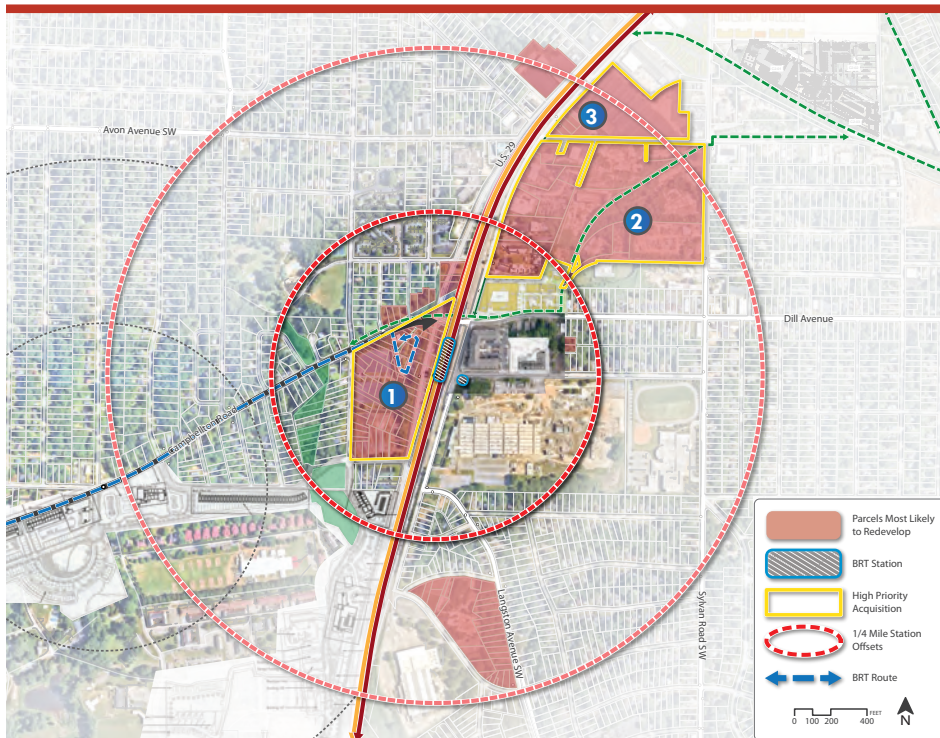 Avon Avenue SW
U.S. 29
3
2
Dill Avenue
1
Campbellton Road
Langston Avenue SW
Sylvan Road SW
Parcels Most Likely
to Redevelop
BRT Station
High Priority
Acquisition
1/4 Mile Station
Offsets
BRT Route
FEET
0 100 200 400
N